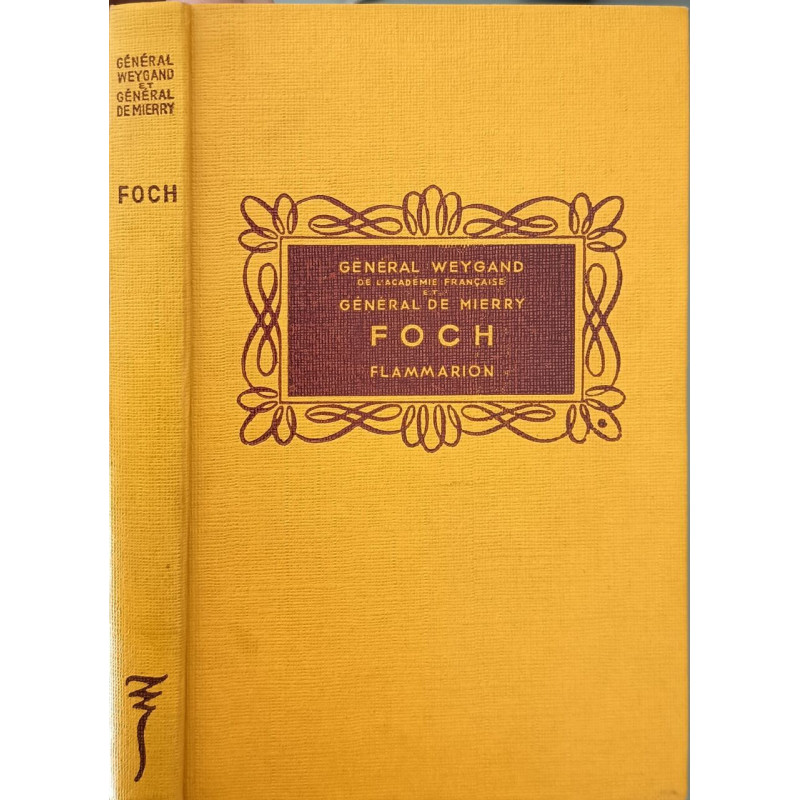 GÉNÉRAL
WEYGAND
ET
GÉNÉRAL
DE MIERRY
FOCH
GÉNÉRAL WEYGAND
DE L'ACADÉMIE FRANÇAISE
ET
GÉNÉRAL DE MIERRY
FOCH
FLAMMARION